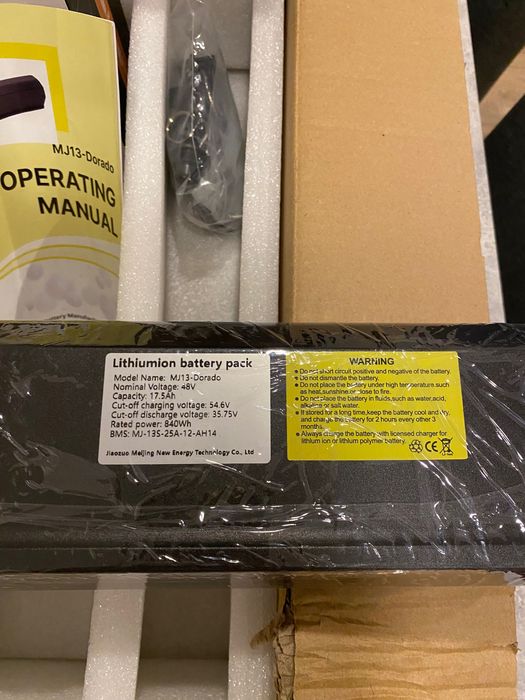 MJ13-Dorado
OPERATING
MANUAL
Lithiumion battery pack
Model Name: MJ13-Dorado
Nominal Voltage: 48V
Capacity: 17.5Ah
Cut-off charging voltage: 54.6V
Cut-off discharge voltage: 35.75V
Rated power: 840Wh
BMS: MJ-13S-25A-12-AH14
Jiaozuo Meijing New Energy Technology Co., Ltd
WARNING
• Do not short circuit positive and negative of the battery.
• Do not dismantle the battery.
• Do not place the battery under high temperature,such
as heat,sunshine,or close to fire.
• Do not place the battery in fluids,such as water,acid,
alkaline or salt water.
• If stored for a long time,keep the battery cool and dry,
and charge the battery for 2 hours every other 3
months.
• Always charge the battery with licensed charger for
lithium ion or lithium polymer battery.
CE